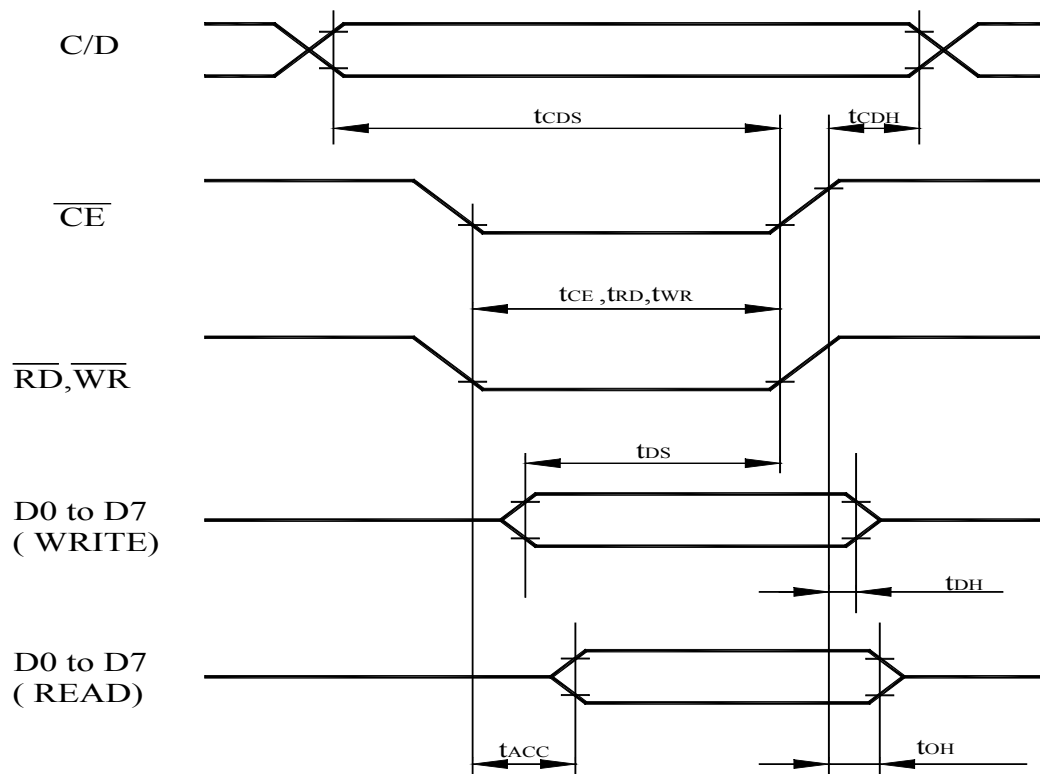 C/D
tCDS
tCDH
CE
tCE ,tRD,tWR
RD,WR
tDS
D0 to D7
( WRITE)
tDH
D0 to D7
( READ)
tACC
tOH